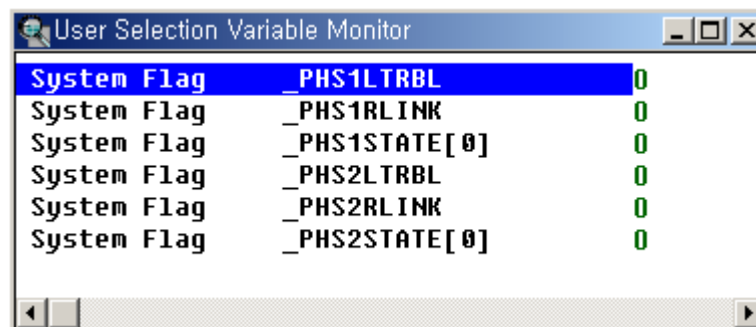 User Selection Variable Monitor
System Flag _PHS1LTRBL 0
System Flag _PHS1RLINK 0
System Flag _PHS1STATE[0] 0
System Flag _PHS2LTRBL 0
System Flag _PHS2RLINK 0
System Flag _PHS2STATE[0] 0